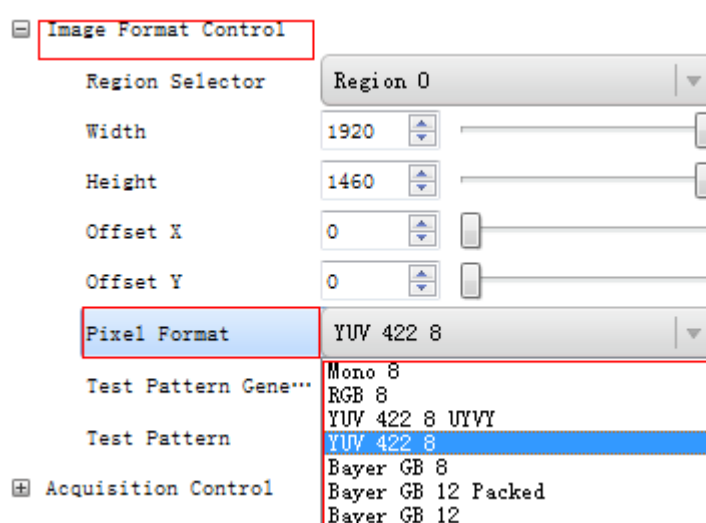 Image Format Control
Region Selector Region 0
Width 1920
Height 1460
Offset X 0
Offset Y 0
Pixel Format YUV 422 8
Test Pattern Gene…
Test Pattern
Mono 8
RGB 8
YUV 422 8 UYVY
YUV 422 8
Bayer GB 8
Bayer GB 12 Packed
Bayer GB 12
Acquisition Control